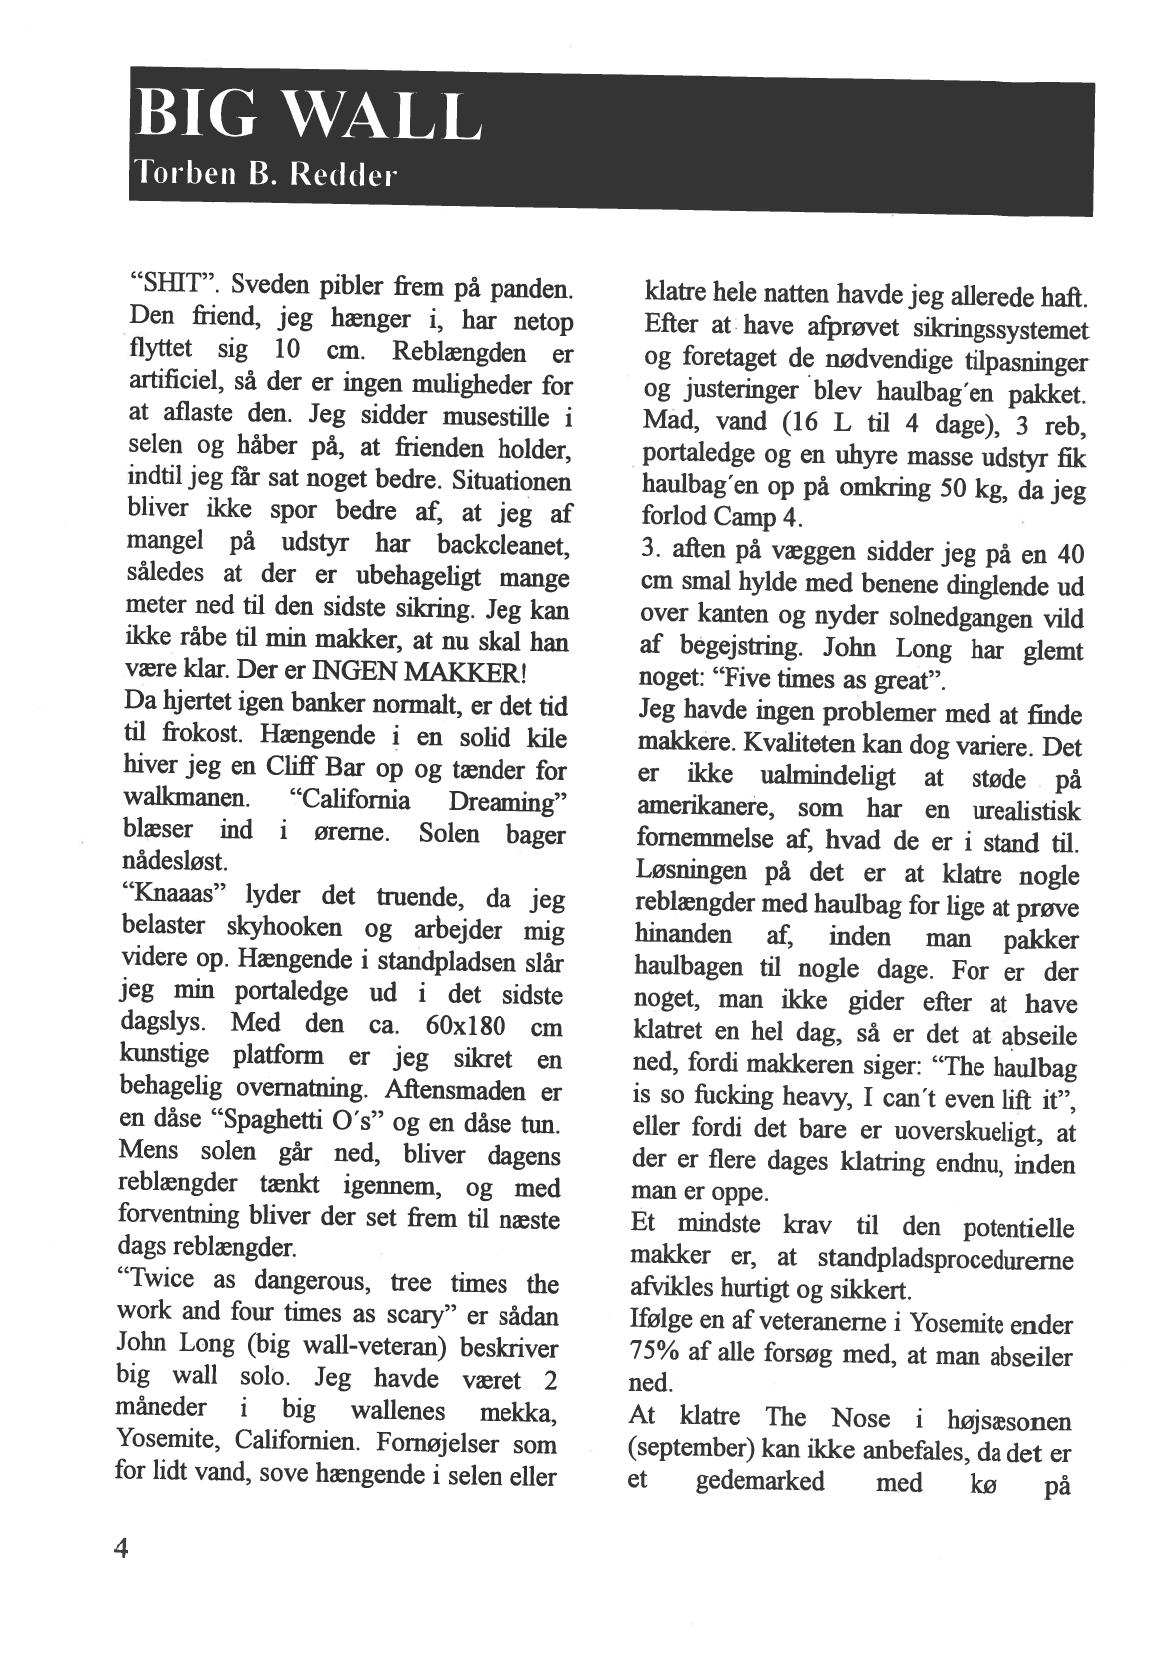 BIG WALL
Torben B. Redder
“SHIT”. Sveden pibler frem på panden.
Den friend, jeg hænger i, har netop
flyttet sig 10 cm. Reblængden er
artificiel, så der er ingen muligheder for
at aflaste den. Jeg sidder musestille i
selen og håber på, at frienden holder,
indtil jeg får sat noget bedre. Situationen
bliver ikke spor bedre af, at jeg af
mangel på udstyr har backcleanet,
således at der er ubehageligt mange
meter ned til den sidste sikring. Jeg kan
ikke råbe til min makker, at nu skal han
være klar. Der er INGEN MAKKER!
Da hjertet igen banker normalt, er det tid
til frokost. Hængende i en solid kile
hiver jeg en Cliff Bar op og tænder for
walkmanen. “California Dreaming”
blæser ind i ørerne. Solen bager
nådesløst.
“Knaaas” lyder det truende, da jeg
belaster skyhooken og arbejder mig
videre op. Hængende i standpladsen slår
jeg min portaledge ud i det sidste
dagslys. Med den ca. 60x180 cm
kunstige platform er jeg sikret en
behagelig overnatning. Aftensmaden er
en dåse “Spaghetti O´s” og en dåse tun.
Mens solen går ned, bliver dagens
reblængder tænkt igennem, og med
forventning bliver der set frem til næste
dags reblængder.
“Twice as dangerous, tree times the
work and four times as scary” er sådan
John Long (big wall-veteran) beskriver
big wall solo. Jeg havde været 2
måneder i big wallenes mekka,
Yosemite, Californien. Fornøjelser som
for lidt vand, sove hængende i selen eller
klatre hele natten havde jeg allerede haft.
Efter at have afprøvet sikringssystemet
og foretaget de nødvendige tilpasninger
og justeringer blev haulbag´en pakket.
Mad, vand (16 L til 4 dage), 3 reb,
portaledge og en uhyre masse udstyr fik
haulbag´en op på omkring 50 kg, da jeg
forlod Camp 4.
3. aften på væggen sidder jeg på en 40
cm smal hylde med benene dinglende ud
over kanten og nyder solnedgangen vild
af begejstring. John Long har glemt
noget: “Five times as great”.
Jeg havde ingen problemer med at finde
makkere. Kvaliteten kan dog variere. Det
er ikke ualmindeligt at støde på
amerikanere, som har en urealistisk
fornemmelse af, hvad de er i stand til.
Løsningen på det er at klatre nogle
reblængder med haulbag for lige at prøve
hinanden af, inden man pakker
haulbagen til nogle dage. For er der
noget, man ikke gider efter at have
klatret en hel dag, så er det at abseile
ned, fordi makkeren siger: “The haulbag
is so fucking heavy, I can´t even lift it”,
eller fordi det bare er uoverskueligt, at
der er flere dages klatring endnu, inden
man er oppe.
Et mindste krav til den potentielle
makker er, at standpladsprocedurerne
afvikles hurtigt og sikkert.
Ifølge en af veteranerne i Yosemite ender
75% af alle forsøg med, at man abseiler
ned.
At klatre The Nose i højsæsonen
(september) kan ikke anbefales, da det er
et gedemarked med kø på
4